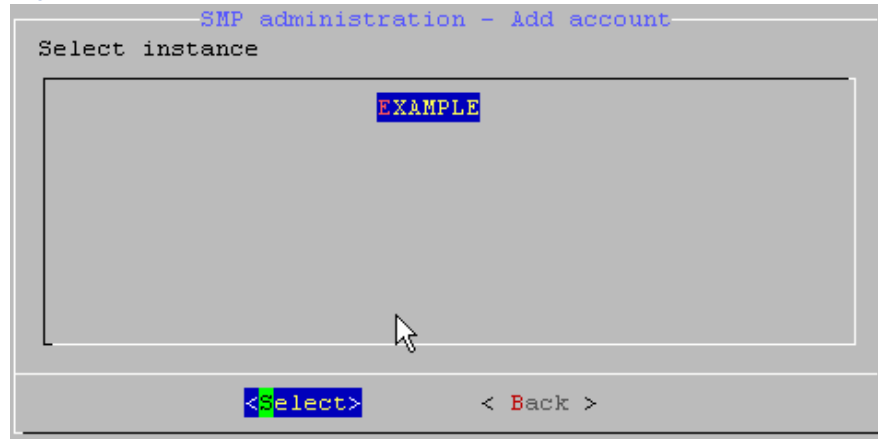 SMP administration - Add account
Select instance
EXAMPLE
<Select> < Back >